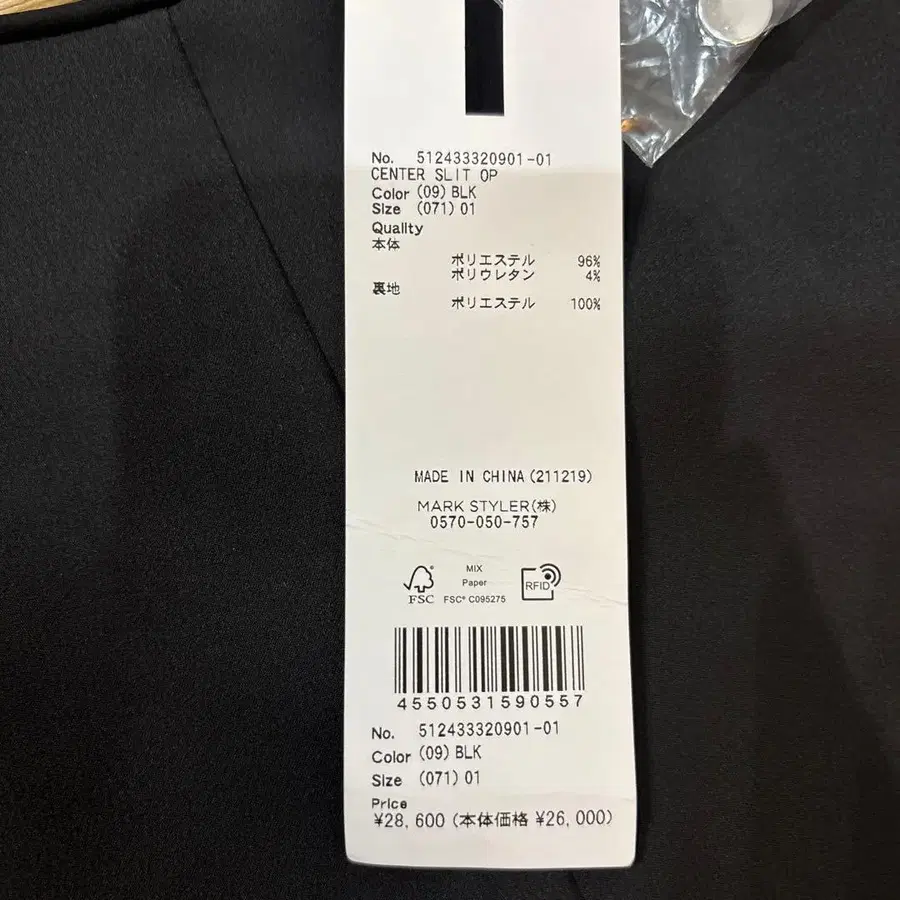 No. 512433320901-01
CENTER SLIT OP
Color (09) BLK
Size (071) 01
Quality
本体
ポリエステル 96%
ポリウレタン 4%
裏地
ポリエステル 100%
MADE IN CHINA (211219)
MARK STYLER(株)
0570-050-757
MIX
Paper
FSC FSC® C095275
RFID
4550531590557
No. 512433320901-01
Color (09) BLK
Size (071) 01
Price
¥28,600 (本体価格 ¥26,000)